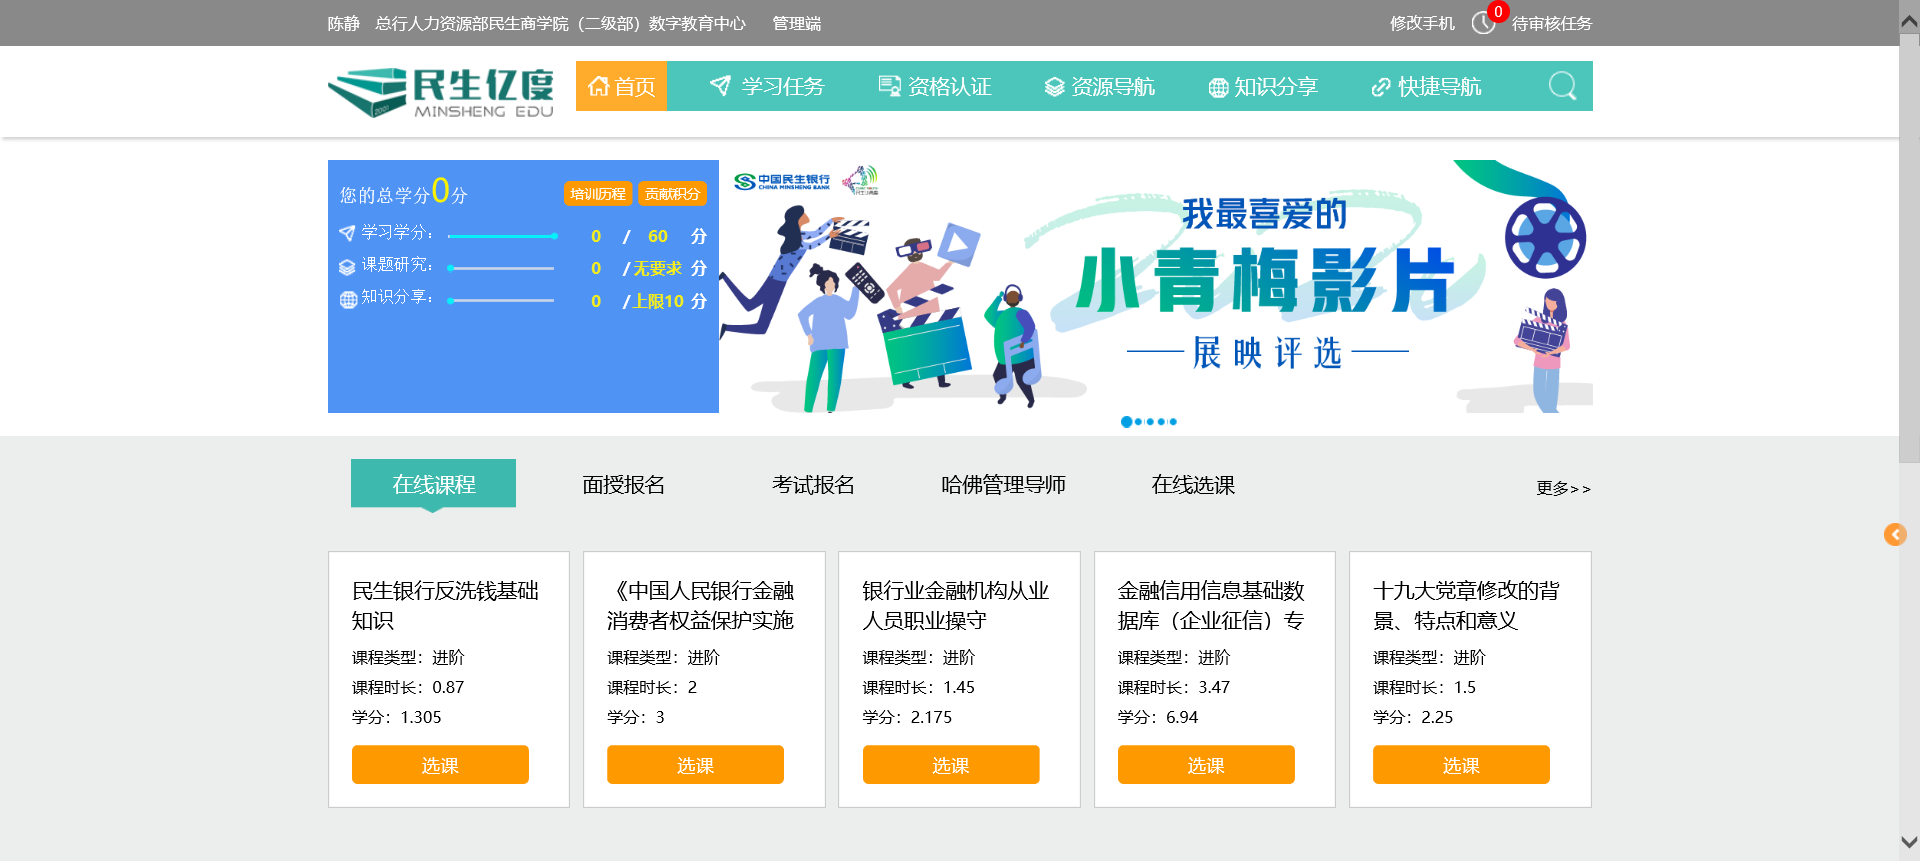 陈静 总行人力资源部民生商学院（二级部）数字教育中心 管理端 修改手机 0 待审核任务
民生亿度
MINSHENG EDU
首页 学习任务 资格认证 资源导航 知识分享 快捷导航
您的总学分0分 培训历程 贡献积分
学习学分： 0 / 60 分
课题研究： 0 / 无要求 分
知识分享： 0 / 上限10 分
中国民生银行
CHINA MINSHENG BANK
我最喜爱的
小青梅影片
展映评选
在线课程 面授报名 考试报名 哈佛管理导师 在线选课 更多>>
民生银行反洗钱基础
知识
课程类型：进阶
课程时长：0.87
学分：1.305
选课
《中国人民银行金融
消费者权益保护实施
课程类型：进阶
课程时长：2
学分：3
选课
银行业金融机构从业
人员职业操守
课程类型：进阶
课程时长：1.45
学分：2.175
选课
金融信用信息基础数
据库（企业征信）专
课程类型：进阶
课程时长：3.47
学分：6.94
选课
十九大党章修改的背
景、特点和意义
课程类型：进阶
课程时长：1.5
学分：2.25
选课